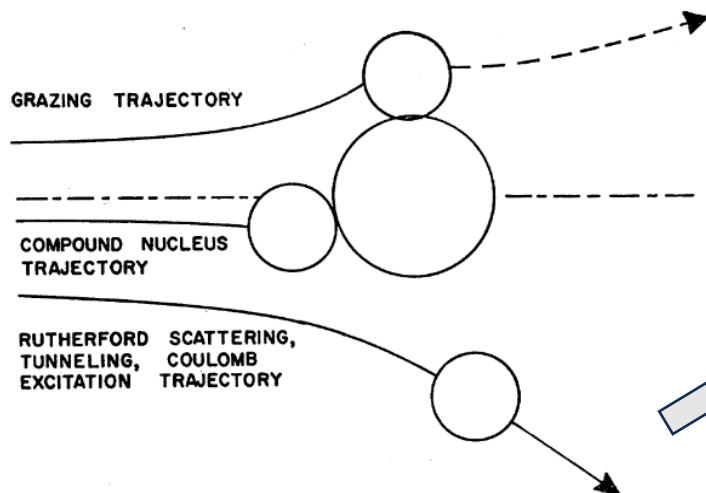 GRAZING TRAJECTORY
COMPOUND NUCLEUS
TRAJECTORY
RUTHERFORD SCATTERING,
TUNNELING, COULOMB
EXCITATION TRAJECTORY